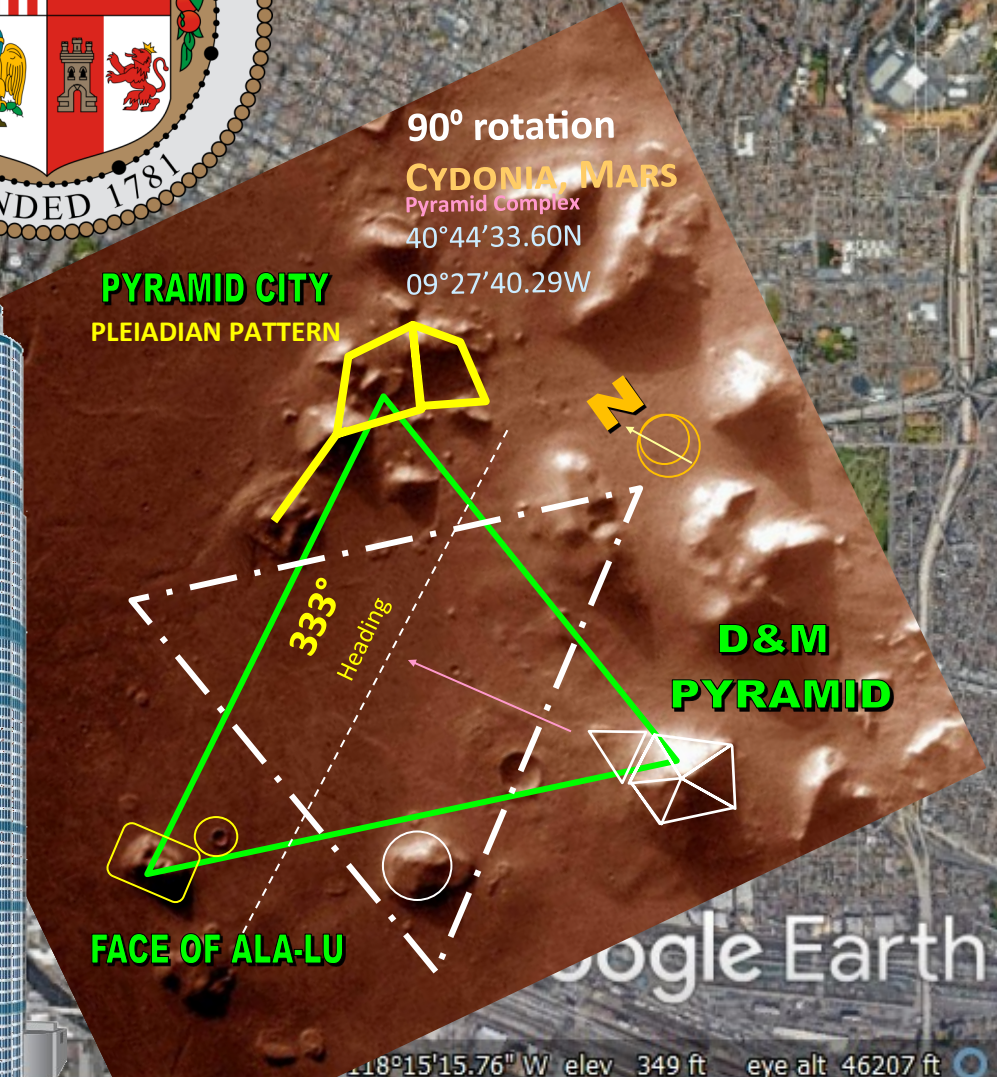 NDED 1781
90⁰ rotation
CYDONIA, MARS
Pyramid Complex
40°44’33.60N
09°27’40.29W
PYRAMID CITY
PLEIADIAN PATTERN
N
333°
Heading
D&M
PYRAMID
FACE OF ALA-LU
ogle Earth
118°15'15.76" W elev 349 ft eye alt 46207 ft